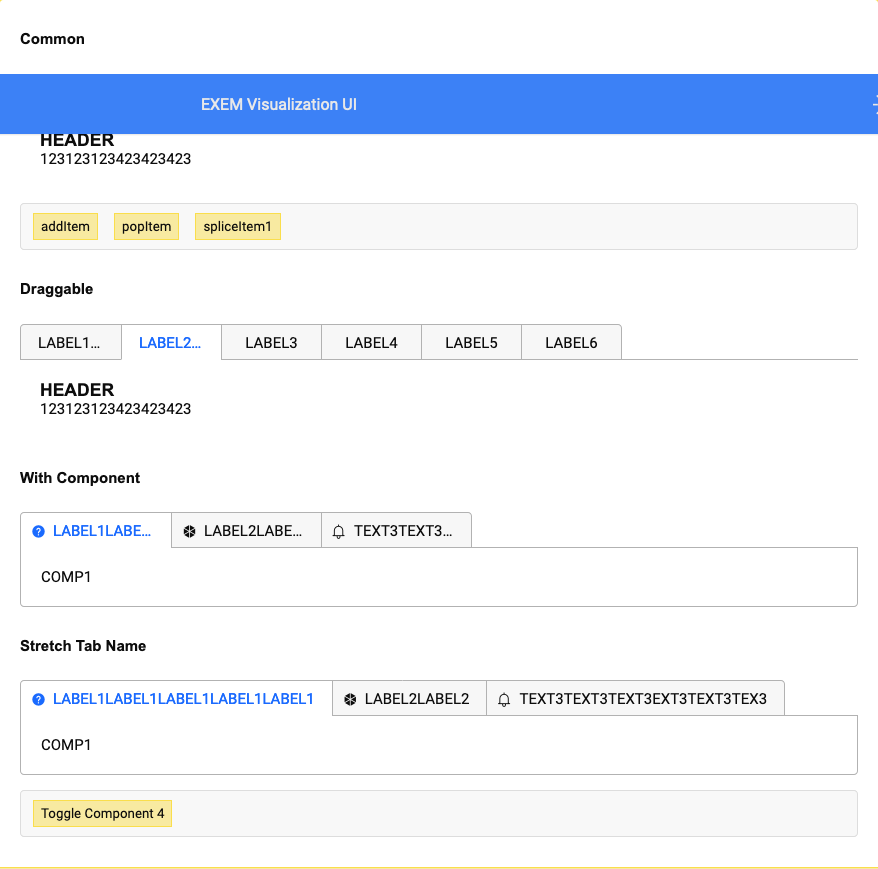 Common
EXEM Visualization UI
HEADER
123123123423423423
addItem popItem spliceItem1
Draggable
LABEL1... LABEL2... LABEL3 LABEL4 LABEL5 LABEL6
HEADER
123123123423423423
With Component
LABEL1LABE... LABEL2LABE... TEXT3TEXT3...
COMP1
Stretch Tab Name
LABEL1LABEL1LABEL1LABEL1LABEL1 LABEL2LABEL2 TEXT3TEXT3TEXT3EXT3TEXT3TEX3
COMP1
Toggle Component 4